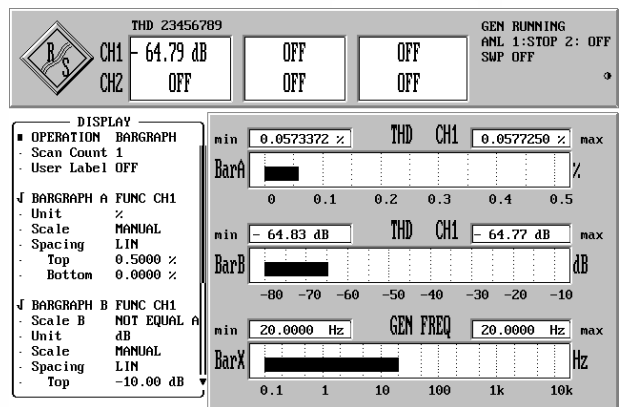 R
S
THD 23456789
CH1 - 64.79 dB OFF OFF
CH2 OFF OFF OFF
GEN RUNNING
ANL 1:STOP 2: OFF
SWP OFF
DISPLAY
OPERATION BARGRAPH
Scan Count 1
User Label OFF
BARGRAPH A FUNC CH1
Unit %
Scale MANUAL
Spacing LIN
Top 0.5000 %
Bottom 0.0000 %
BARGRAPH B FUNC CH1
Scale B NOT EQUAL A
Unit dB
Scale MANUAL
Spacing LIN
Top -10.00 dB
min 0.0573372 % THD CH1 0.0577250 % max
BarA %
0 0.1 0.2 0.3 0.4 0.5
min - 64.83 dB THD CH1 - 64.77 dB max
BarB dB
-80 -70 -60 -50 -40 -30 -20 -10
min 20.0000 Hz GEN FREQ 20.0000 Hz max
BarX Hz
0.1 1 10 100 1k 10k